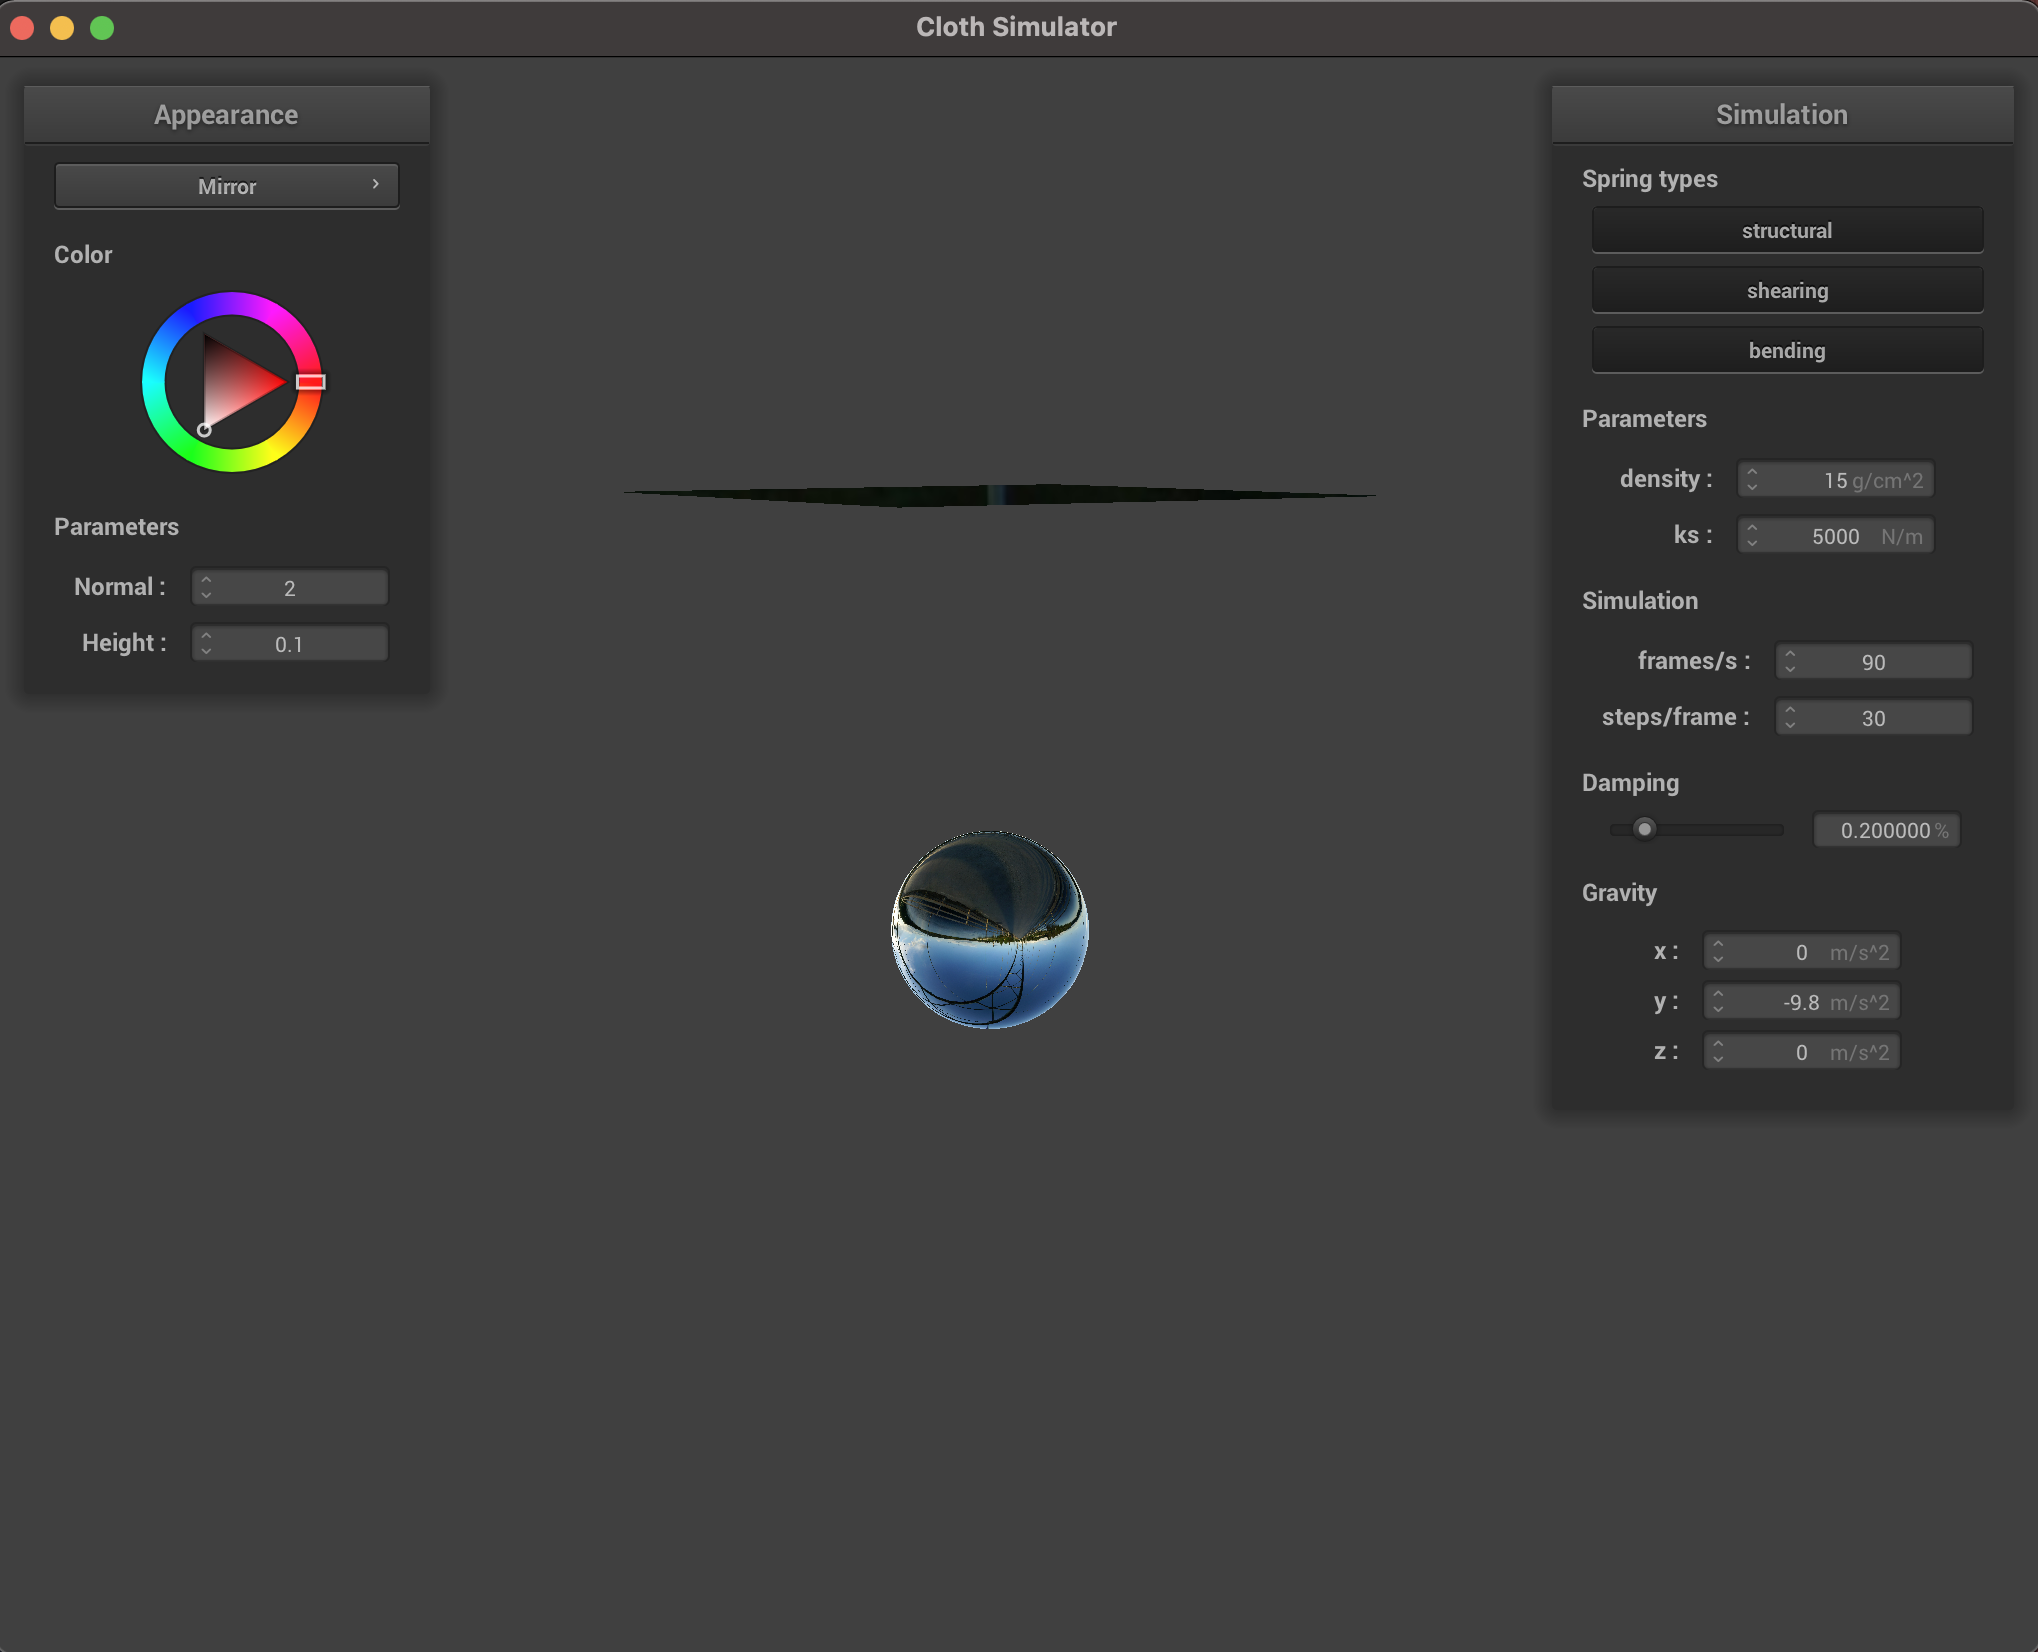 Cloth Simulator
Appearance
Mirror
Color
Parameters
Normal : 2
Height : 0.1
Simulation
Spring types
structural
shearing
bending
Parameters
density : 15 g/cm^2
ks : 5000 N/m
Simulation
frames/s : 90
steps/frame : 30
Damping
0.200000 %
Gravity
x : 0 m/s^2
y : -9.8 m/s^2
z : 0 m/s^2